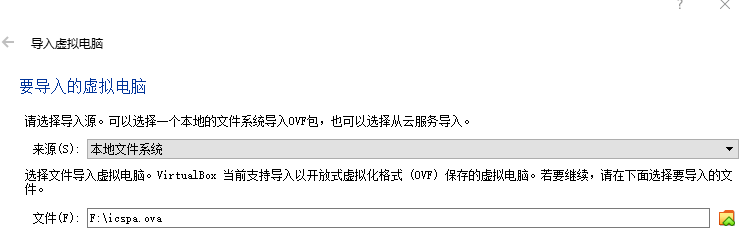 ?
导入虚拟电脑
要导入的虚拟电脑
请选择导入源。可以选择一个本地的文件系统导入OVF包，也可以选择从云服务导入。
来源(S): 本地文件系统
选择文件导入虚拟电脑。VirtualBox 当前支持导入以开放式虚拟化格式 (OVF) 保存的虚拟电脑。若要继续，请在下面选择要导入的文
件。
文件(F): F:\icspa.ova